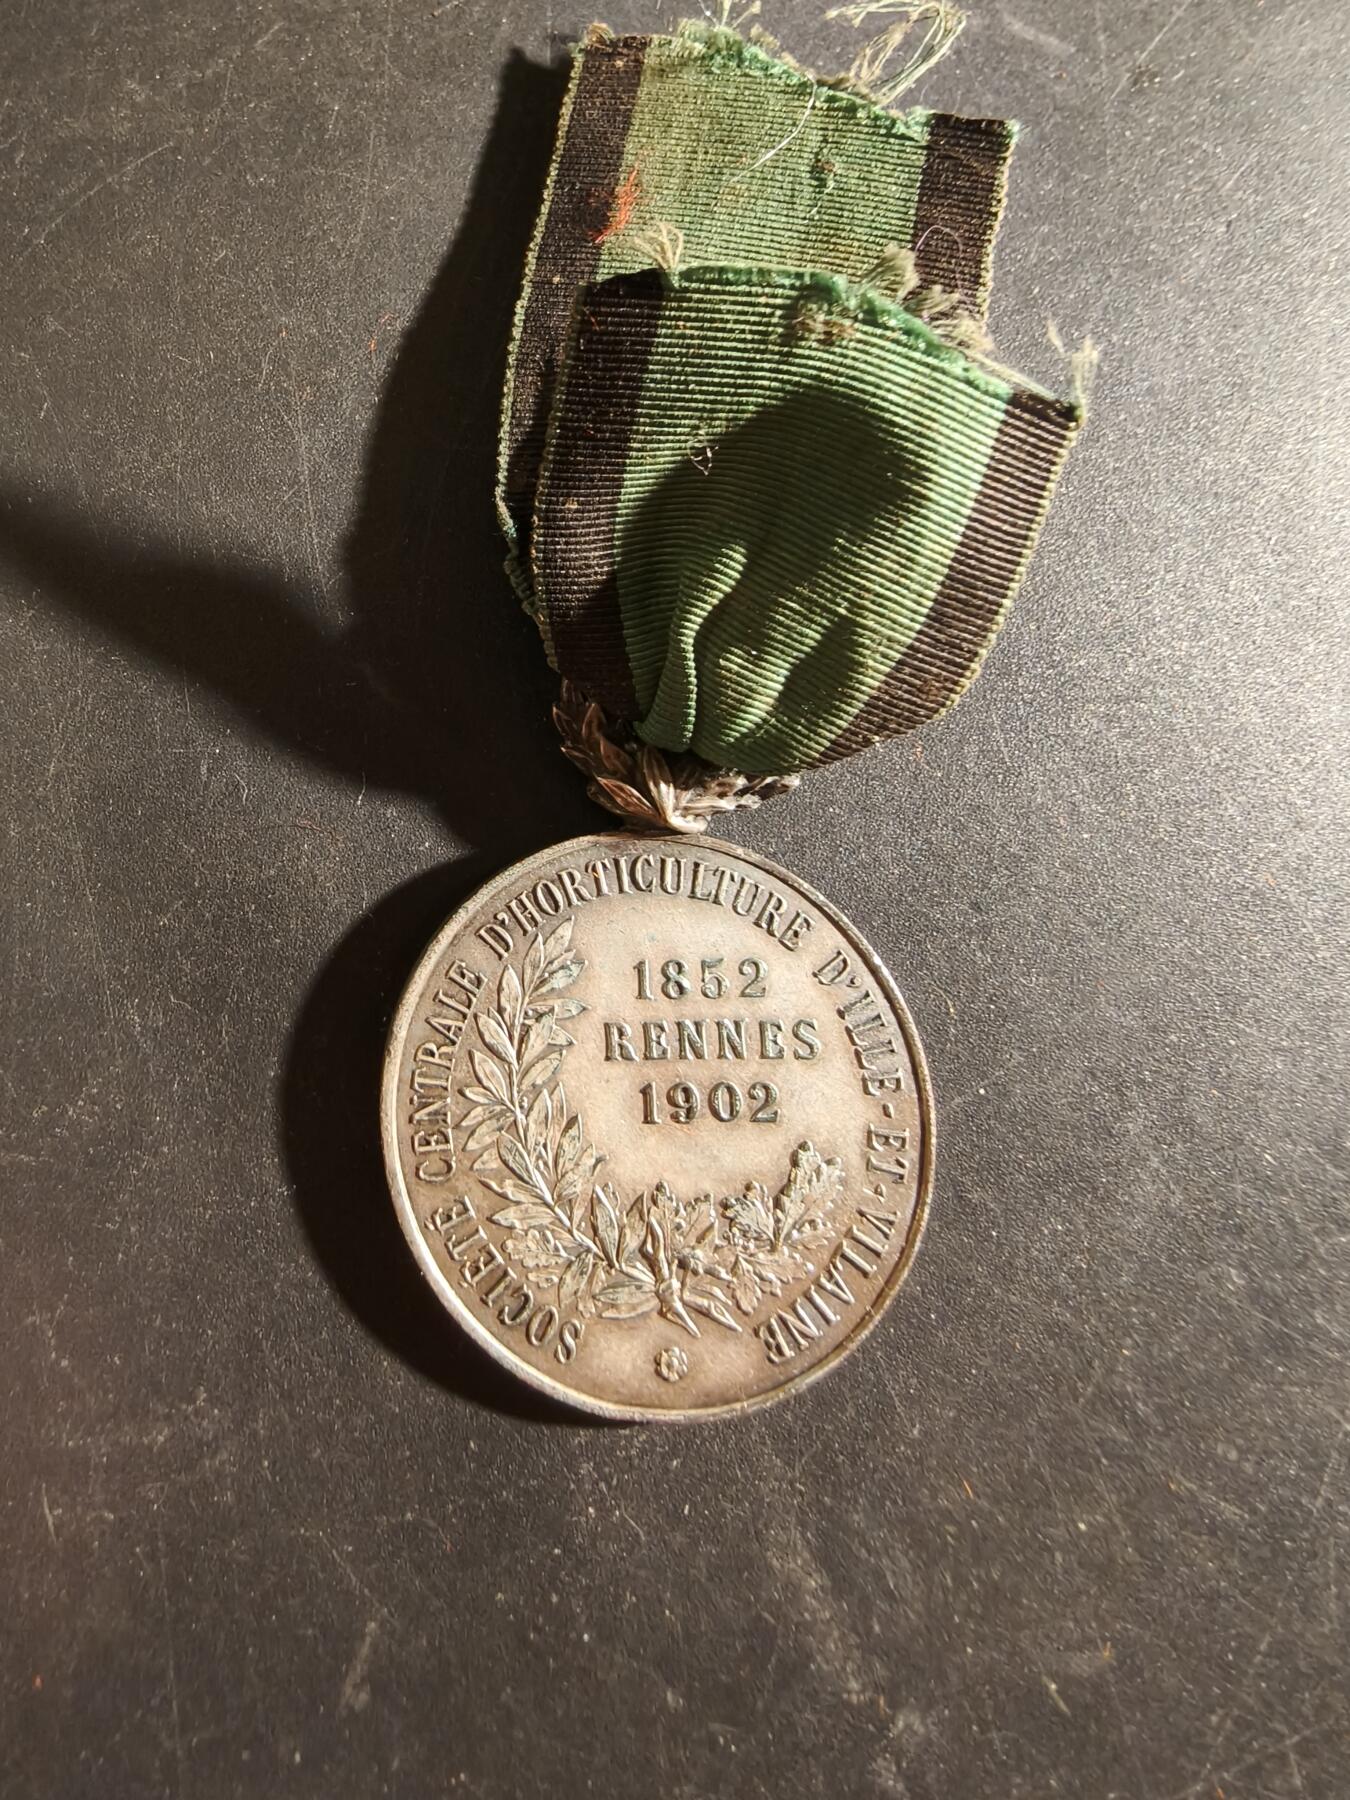 SOCIÉTÉ CENTRALE D'HORTICULTURE D'ILLE-ET-VILAINE
1852
RENNES
1902